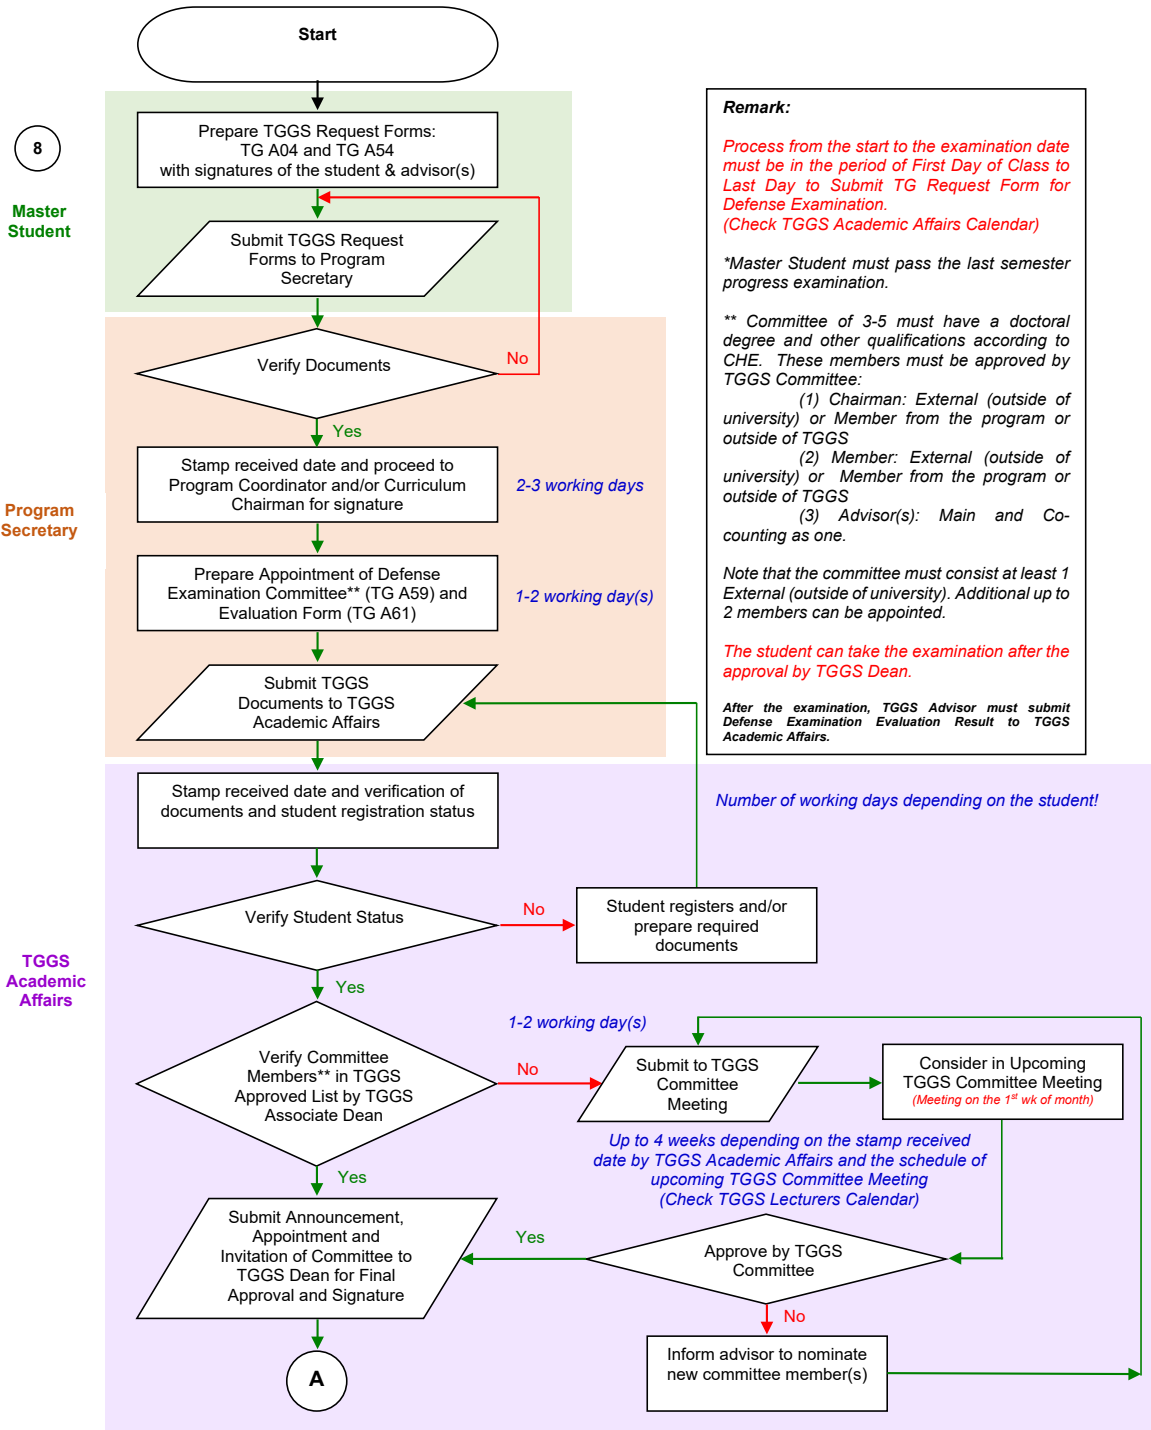 Start
8
Master
Student
Prepare TGGS Request Forms:
TG A04 and TG A54
with signatures of the student & advisor(s)
Submit TGGS Request
Forms to Program
Secretary
Remark:
Process from the start to the examination date
must be in the period of First Day of Class to
Last Day to Submit TG Request Form for
Defense Examination.
(Check TGGS Academic Affairs Calendar)
*Master Student must pass the last semester
progress examination.
** Committee of 3-5 must have a doctoral
degree and other qualifications according to
CHE. These members must be approved by
TGGS Committee:
(1) Chairman: External (outside of
university) or Member from the program or
outside of TGGS
(2) Member: External (outside of
university) or Member from the program or
outside of TGGS
(3) Advisor(s): Main and Co-
counting as one.
Note that the committee must consist at least 1
External (outside of university). Additional up to
2 members can be appointed.
The student can take the examination after the
approval by TGGS Dean.
After the examination, TGGS Advisor must submit
Defense Examination Evaluation Result to TGGS
Academic Affairs.
Program
Secretary
Verify Documents
No
Yes
Stamp received date and proceed to
Program Coordinator and/or Curriculum
Chairman for signature
2-3 working days
Prepare Appointment of Defense
Examination Committee** (TG A59) and
Evaluation Form (TG A61)
1-2 working day(s)
Submit TGGS
Documents to TGGS
Academic Affairs
TGGS
Academic
Affairs
Stamp received date and verification of
documents and student registration status
Number of working days depending on the student!
Verify Student Status
No
Student registers and/or
prepare required
documents
Yes
1-2 working day(s)
Verify Committee
Members** in TGGS
Approved List by TGGS
Associate Dean
No
Submit to TGGS
Committee
Meeting
Consider in Upcoming
TGGS Committee Meeting
(Meeting on the 1st wk of month)
Up to 4 weeks depending on the stamp received
date by TGGS Academic Affairs and the schedule of
upcoming TGGS Committee Meeting
(Check TGGS Lecturers Calendar)
Yes
Submit Announcement,
Appointment and
Invitation of Committee to
TGGS Dean for Final
Approval and Signature
Yes
Approve by TGGS
Committee
No
Inform advisor to nominate
new committee member(s)
A